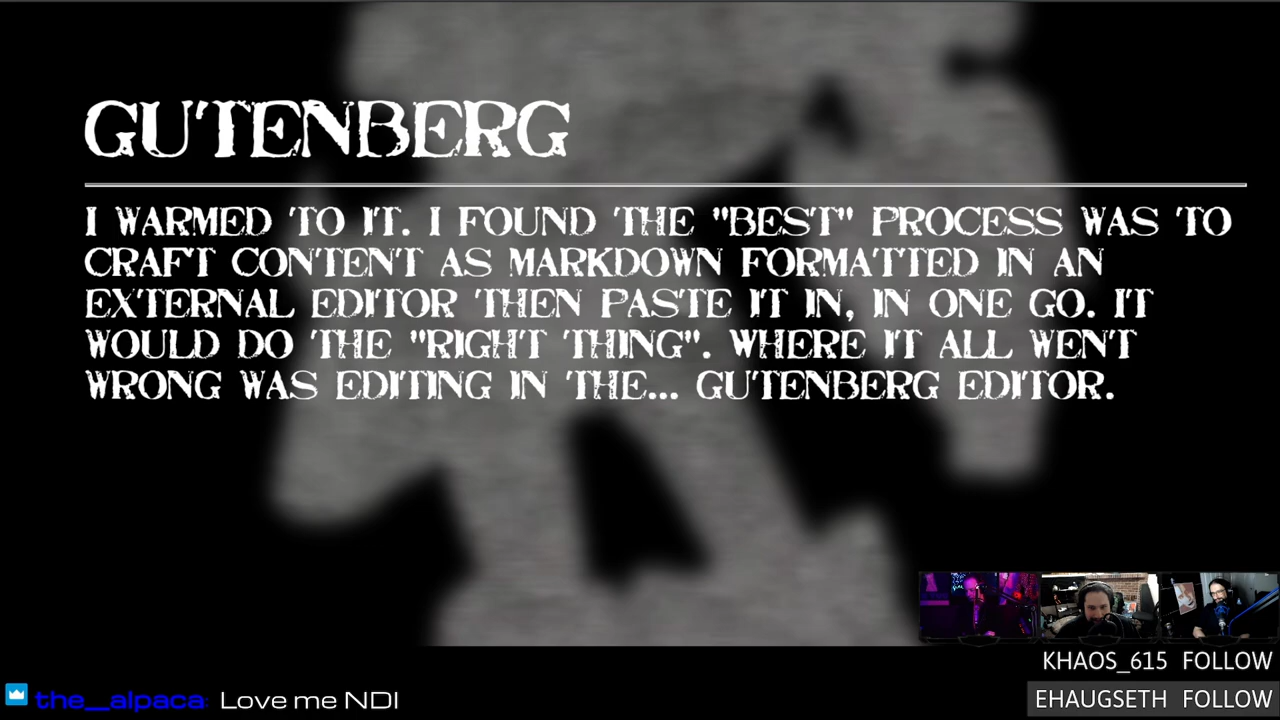 GUTENBERG
I WARMED TO IT. I FOUND THE "BEST" PROCESS WAS TO
CRAFT CONTENT AS MARKDOWN FORMATTED IN AN
EXTERNAL EDITOR THEN PASTE IT IN, IN ONE GO. IT
WOULD DO THE "RIGHT THING". WHERE IT ALL WENT
WRONG WAS EDITING IN THE... GUTENBERG EDITOR.
KHAOS_615 FOLLOW
the__alpaca: Love me NDI
EHAUGSETH FOLLOW